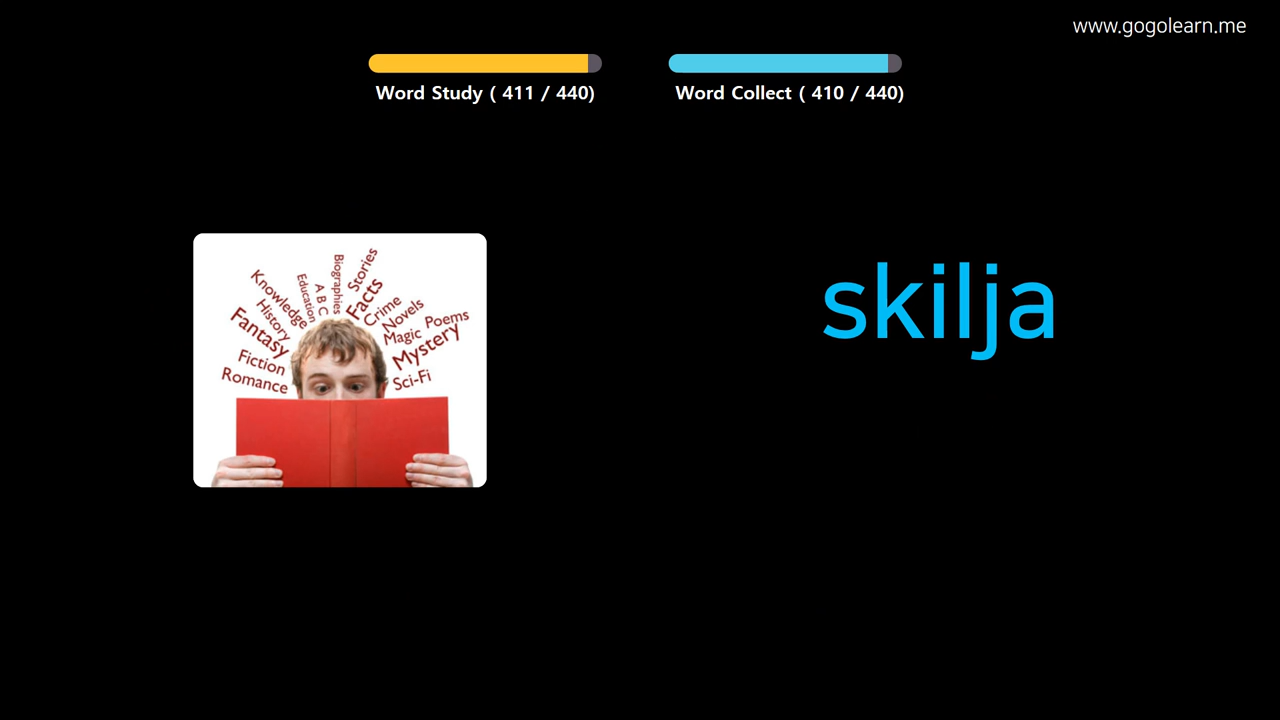 www.gogolearn.me
Word Study ( 411 / 440)
Word Collect ( 410 / 440)
skilja
Knowledge
History
Fantasy
Fiction
Romance
Education
A B C
Biographies
Stories
Facts
Crime
Novels
Magic
Poems
Mystery
Sci-Fi